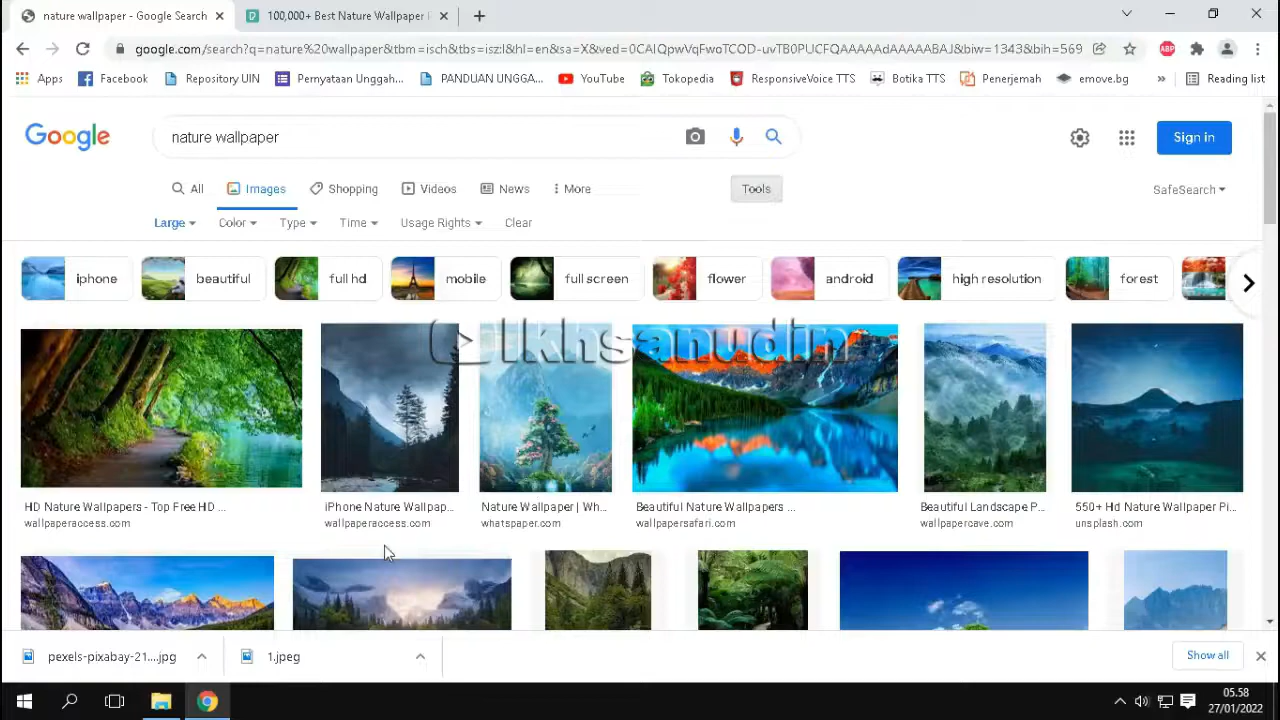 nature wallpaper - Google Search
100,000+ Best Nature Wallpaper
google.com/search?q=nature%20wallpaper&tbm=isch&tbs=isz:l&hl=en&sa=X&ved=0CAIQpwVqFwoTCOD-uvTB0PUCFQAAAAAdAAAAABAJ&biw=1343&bih=569
ABP
Apps
Facebook
Repository UIN
Pernyataan Unggah...
PANDUAN UNGGA...
YouTube
Tokopedia
ResponsiveVoice TTS
Botika TTS
Penerjemah
emove.bg
»
Reading list
Google
nature wallpaper
Sign in
All
Images
Shopping
Videos
News
More
Tools
SafeSearch
Large
Color
Type
Time
Usage Rights
Clear
iphone
beautiful
full hd
mobile
full screen
flower
android
high resolution
forest
Ikhsanudin
HD Nature Wallpapers - Top Free HD ...
iPhone Nature Wallpap...
Nature Wallpaper | Wh...
Beautiful Nature Wallpapers ...
Beautiful Landscape P...
550+ Hd Nature Wallpaper Pi...
wallpaperaccess.com
wallpaperaccess.com
whatspaper.com
wallpapersafari.com
wallpapercave.com
unsplash.com
pexels-pixabay-21....jpg
1.jpeg
Show all
05.58
27/01/2022